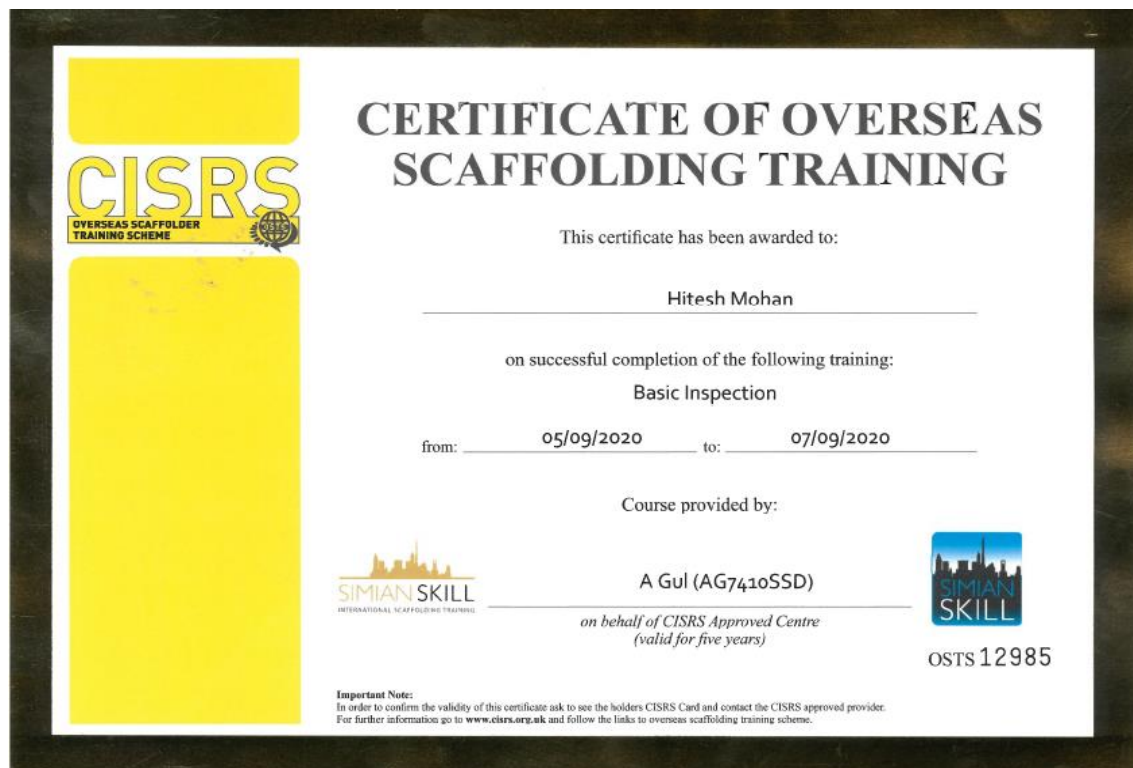 CISRS
OVERSEAS SCAFFOLDER
TRAINING SCHEME
OSTS
CERTIFICATE OF OVERSEAS
SCAFFOLDING TRAINING
This certificate has been awarded to:
Hitesh Mohan
on successful completion of the following training:
Basic Inspection
from: 05/09/2020 to: 07/09/2020
Course provided by:
SIMIAN SKILL
INTERNATIONAL SCAFFOLDING TRAINING
A Gul (AG7410SSD)
on behalf of CISRS Approved Centre
(valid for five years)
SIMIAN
SKILL
OSTS 12985
Important Note:
In order to confirm the validity of this certificate ask to see the holders CISRS Card and contact the CISRS approved provider.
For further information go to www.cisrs.org.uk and follow the links to overseas scaffolding training scheme.